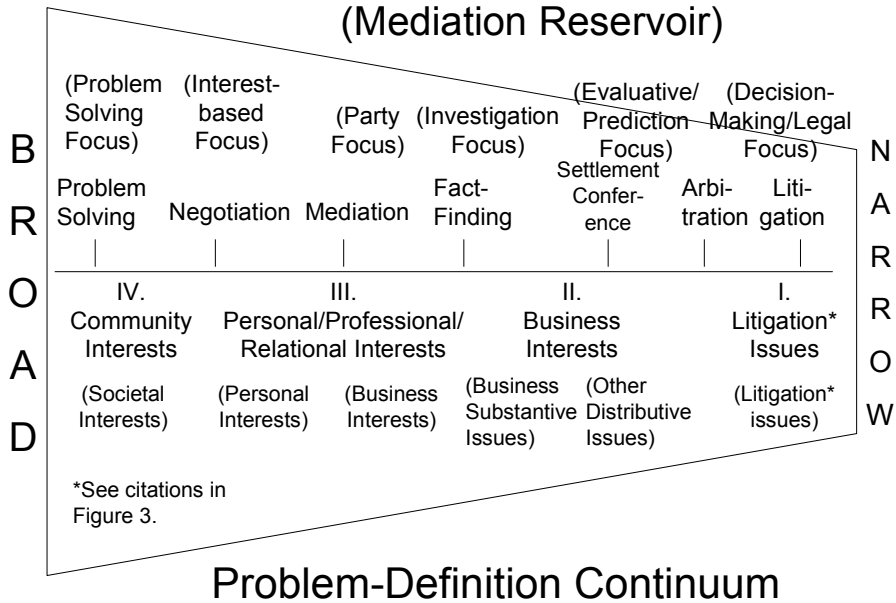 (Mediation Reservoir)
(Problem Solving Focus)
(Interest-based Focus)
(Party Focus)
(Investigation Focus)
(Evaluative/ Prediction Focus)
(Decision-Making/Legal Focus)
BROAD
NARROW
Problem Solving
Negotiation
Mediation
Fact-Finding
Settlement Confer-ence
Arbi-tration
Liti-gation
IV. Community Interests
III. Personal/Professional/ Relational Interests
II. Business Interests
I. Litigation* Issues
(Societal Interests)
(Personal Interests)
(Business Interests)
(Business Substantive Issues)
(Other Distributive Issues)
(Litigation* issues)
*See citations in
Figure 3.
Problem-Definition Continuum